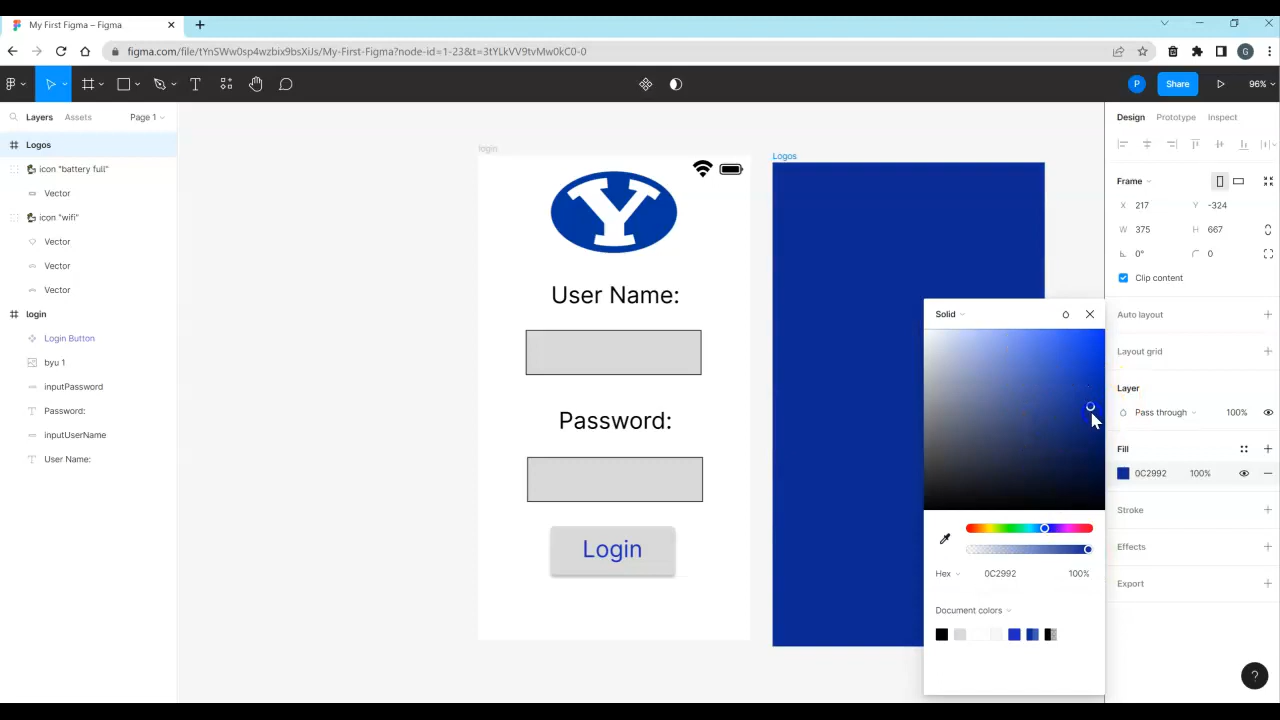 My First Figma – Figma
figma.com/file/tYnSWw0sp4wzbix9bsXiJs/My-First-Figma?node-id=1-23&t=3tYLkVV9tvMw0kC0-0
G
P
Share
96%
Layers
Assets
Page 1
Logos
icon "battery full"
Vector
icon "wifi"
Vector
Vector
Vector
login
Login Button
byu 1
inputPassword
Password:
inputUserName
User Name:
login
Y
User Name:
Password:
Login
Logos
Solid
Hex
0C2992
100%
Document colors
Design
Prototype
Inspect
Frame
X 217
Y -324
W 375
H 667
0°
0
Clip content
Auto layout
Layout grid
Layer
Pass through
100%
Fill
0C2992
100%
Stroke
Effects
Export
?